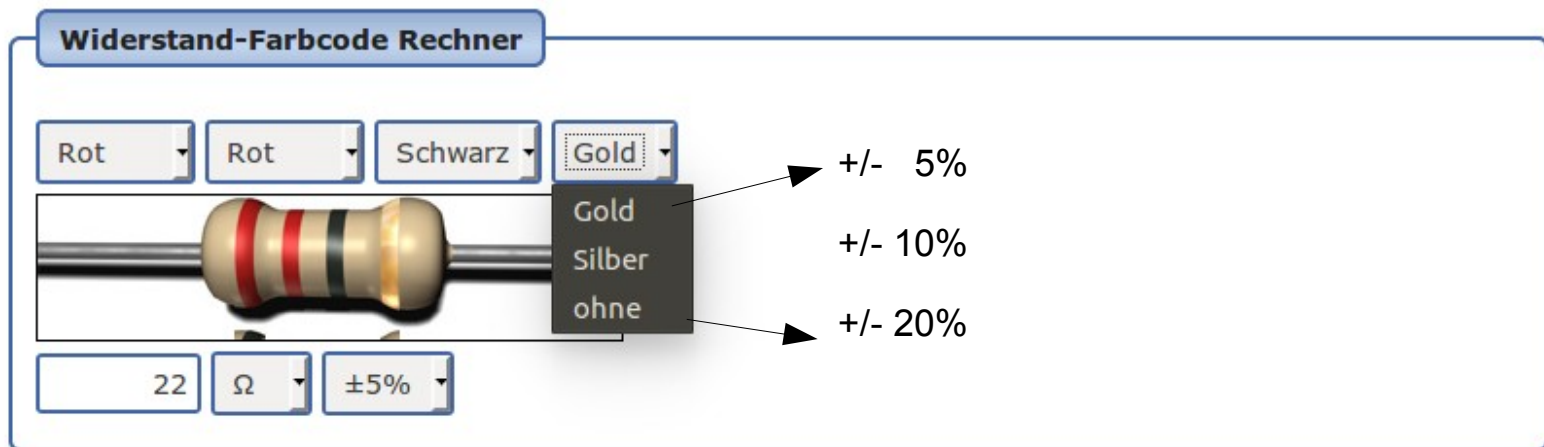 Widerstand-Farbcode Rechner
Rot Rot Schwarz Gold
+/- 5%
Gold
Silber
+/- 10%
ohne
+/- 20%
22 Ω ±5%